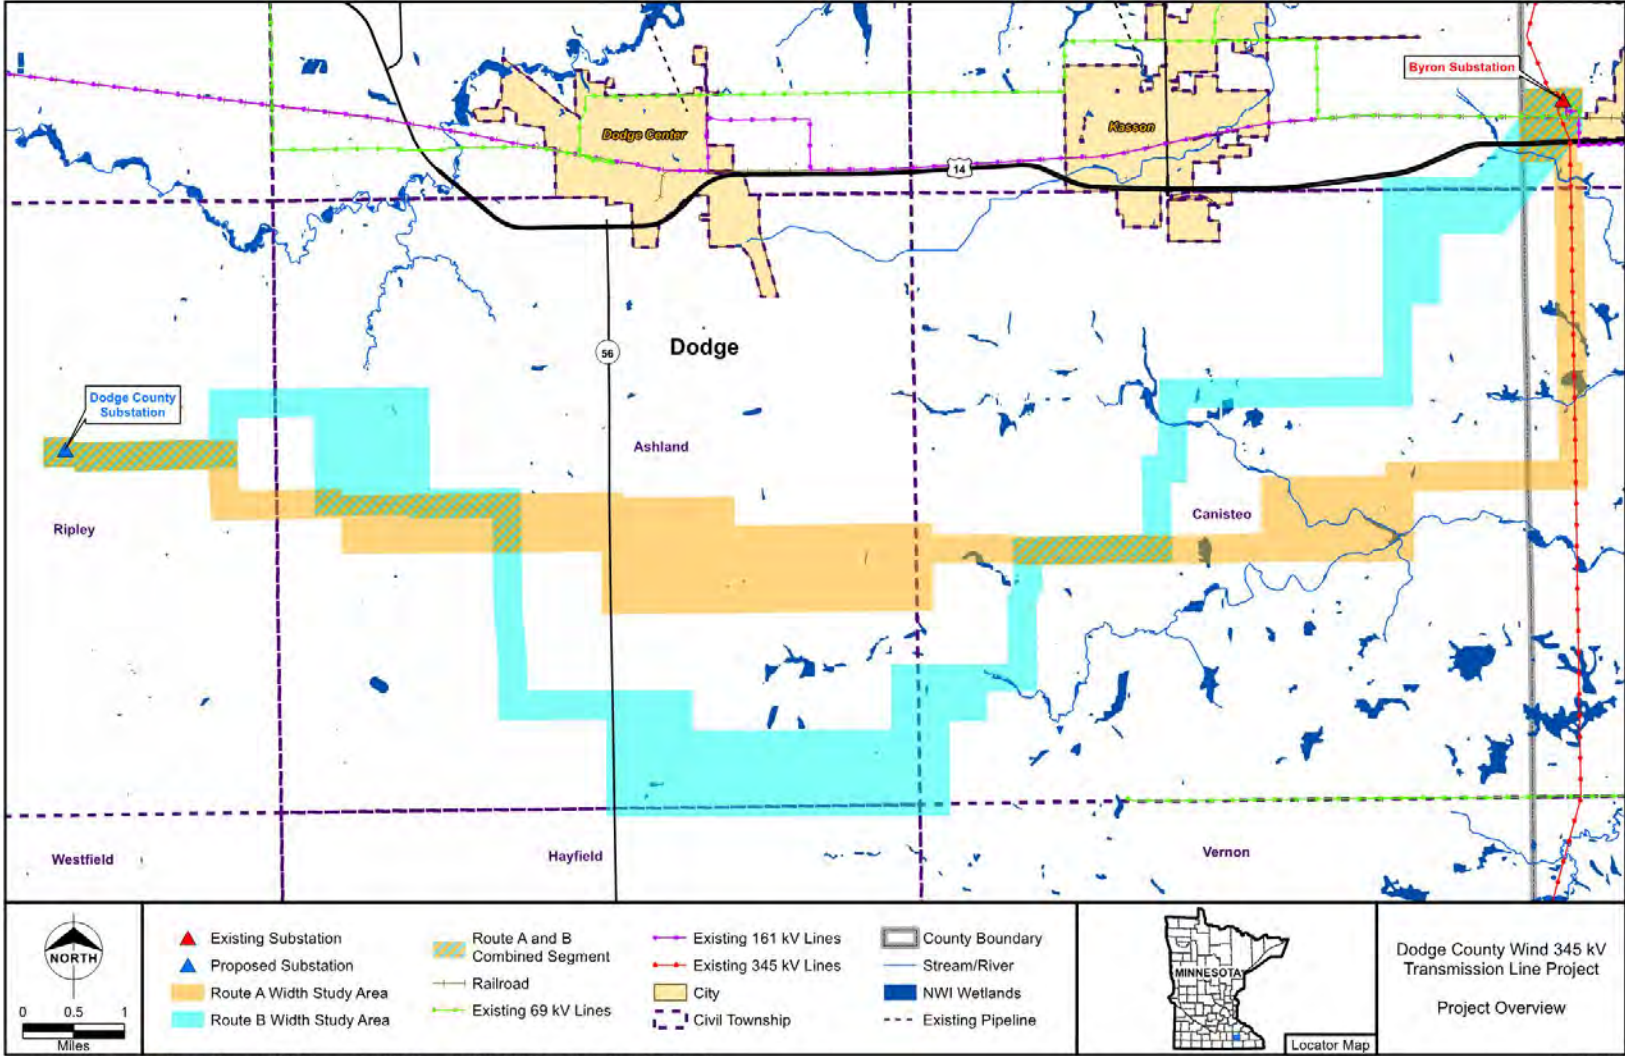 Byron Substation
Dodge Center
Kasson
14
56
Dodge
Dodge County
Substation
Ashland
Ripley
Canisteo
Westfield
Hayfield
Vernon
NORTH
0 0.5 1
Miles
Existing Substation
Proposed Substation
Route A Width Study Area
Route B Width Study Area
Route A and B
Combined Segment
Railroad
Existing 69 kV Lines
Existing 161 kV Lines
Existing 345 kV Lines
City
Civil Township
County Boundary
Stream/River
NWI Wetlands
Existing Pipeline
MINNESOTA
Locator Map
Dodge County Wind 345 kV
Transmission Line Project
Project Overview